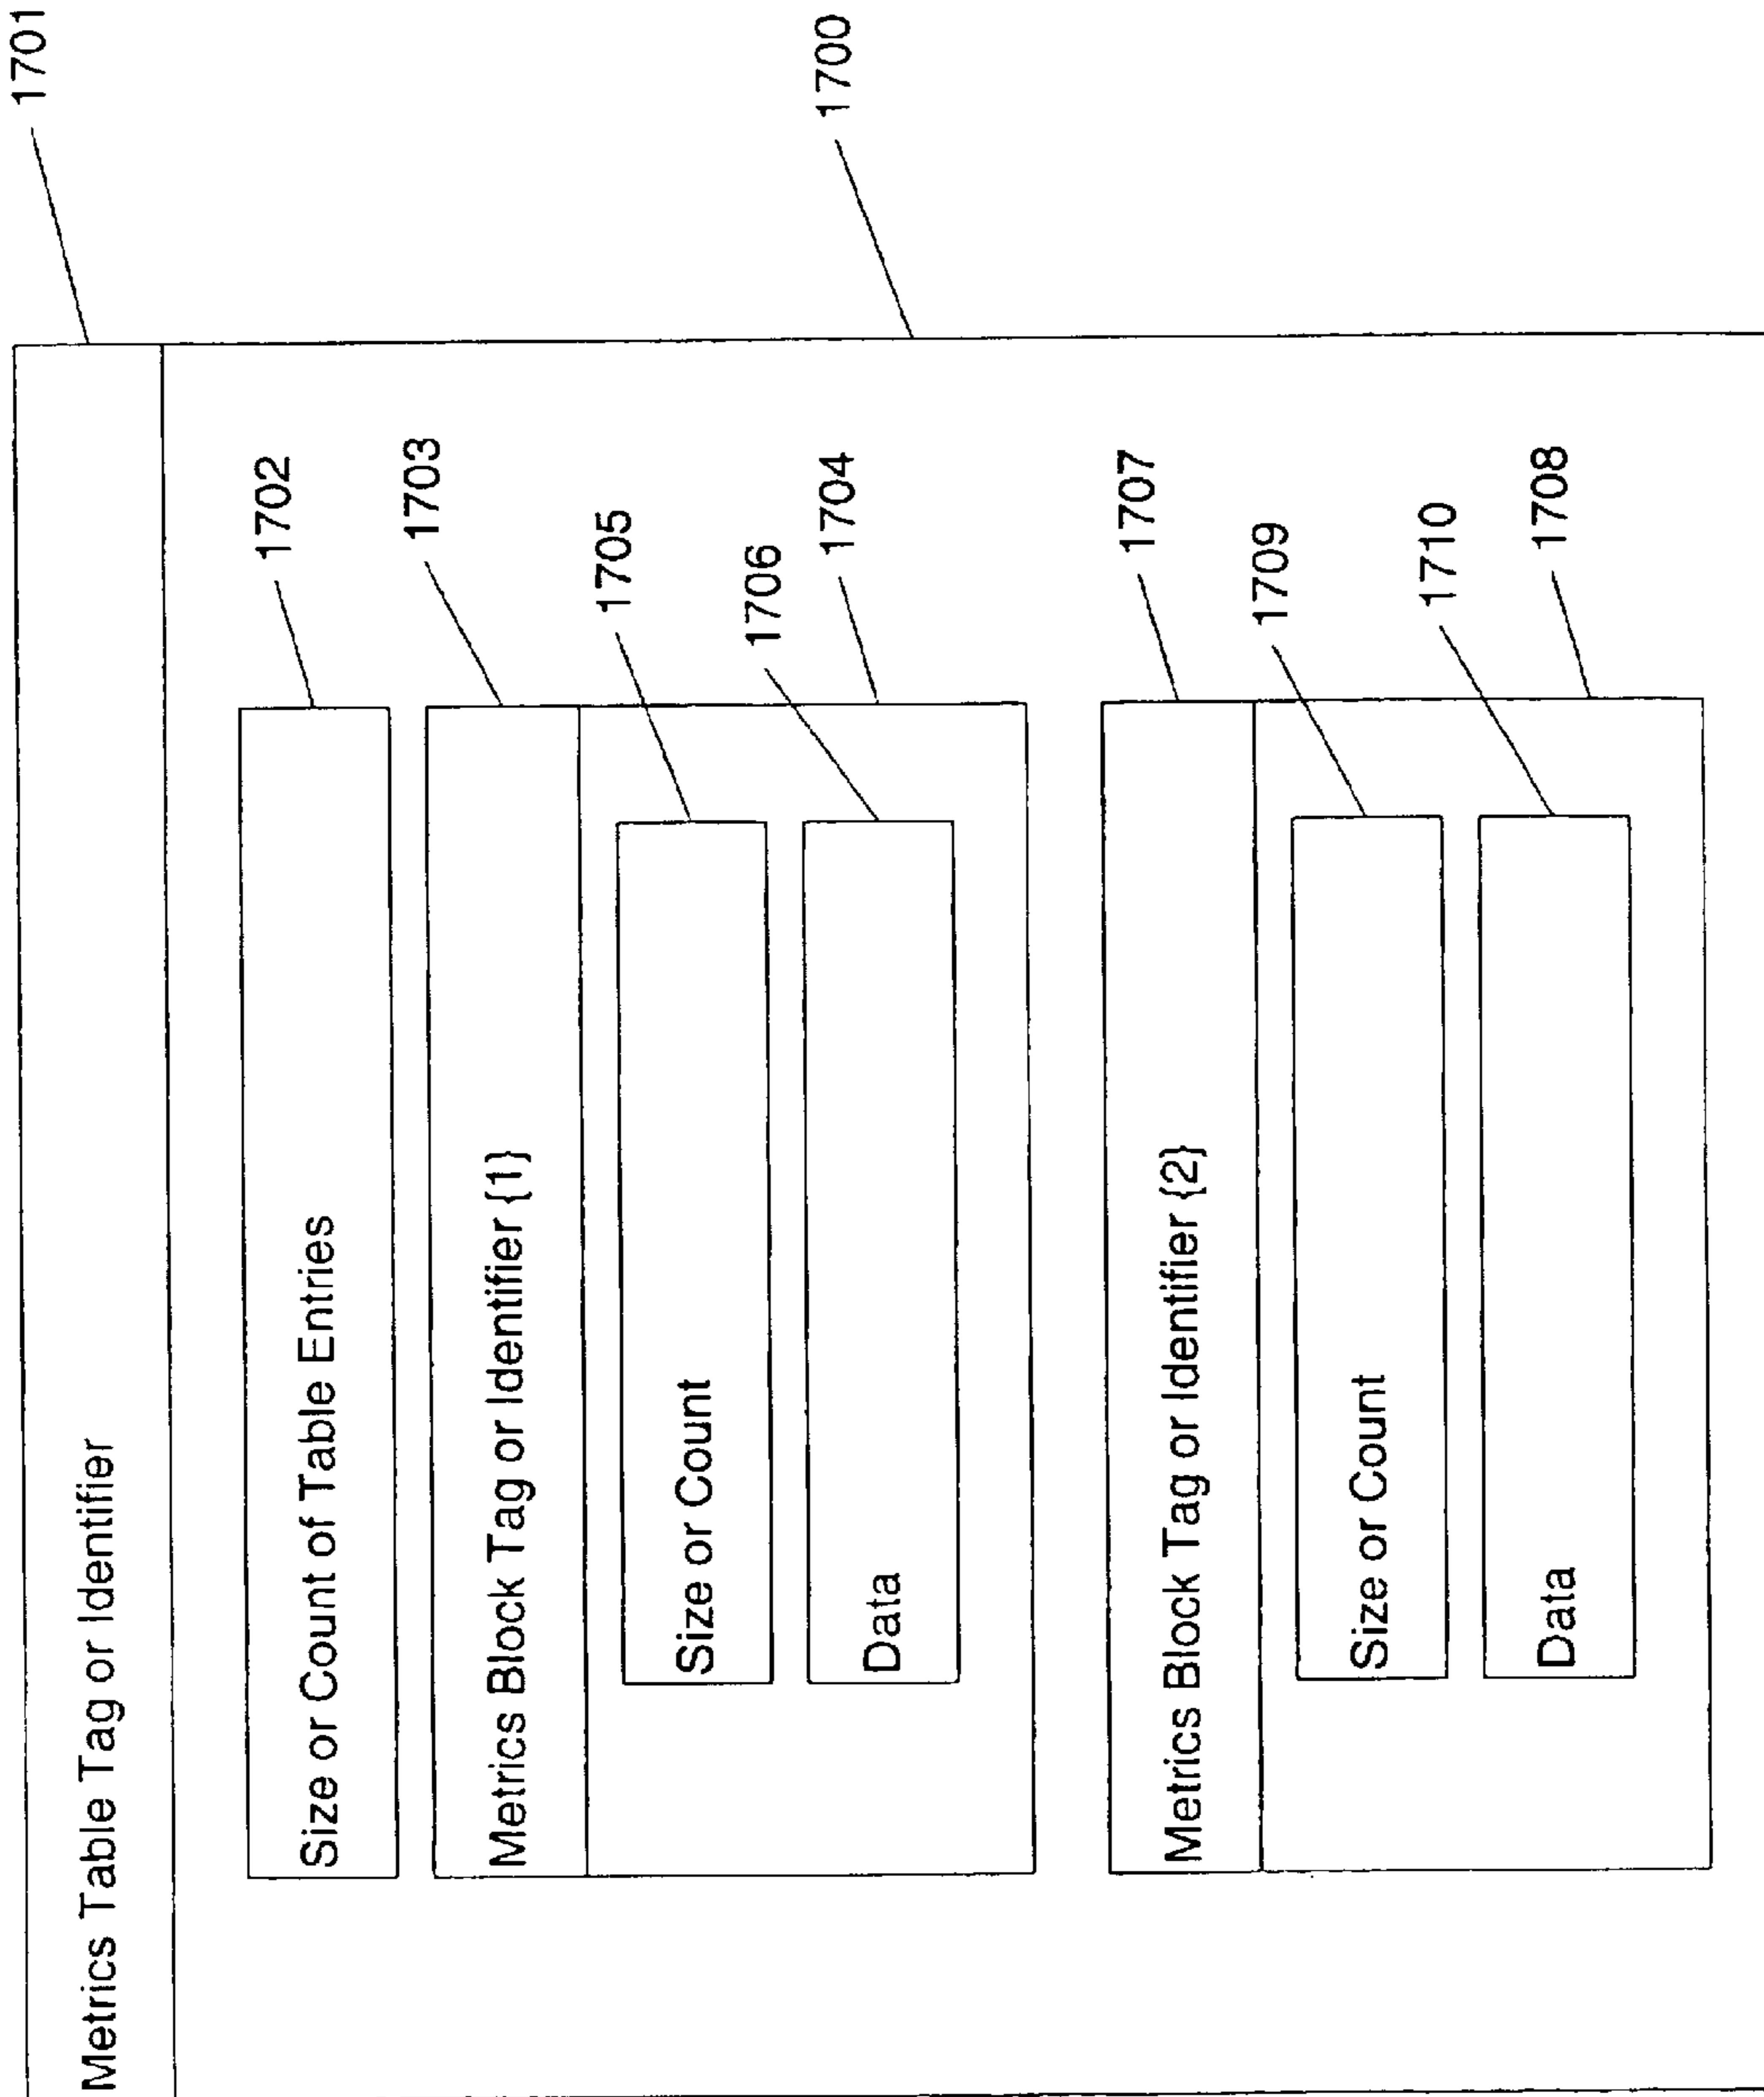 Metrics Table Tag or Identifier
1701
1700
Size or Count of Table Entries
1702
Metrics Block Tag or Identifier {1}
1703
Size or Count
1705
Data
1706
1704
Metrics Block Tag or Identifier {2}
1707
Size or Count
1709
Data
1710
1708